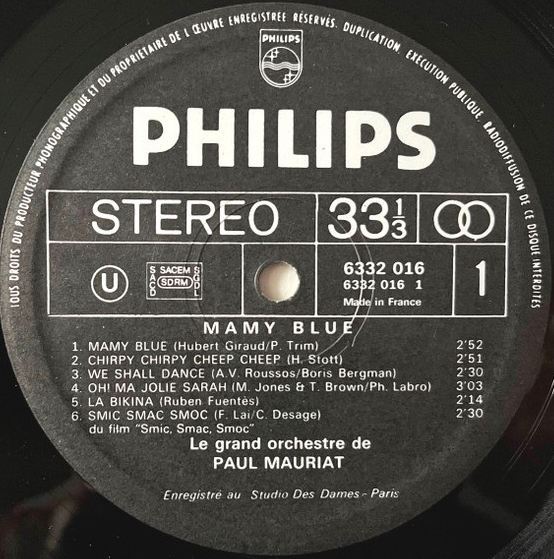 TOUS DROITS DU PRODUCTEUR PHONOGRAPHIQUE ET DU PROPRIETAIRE DE L'ŒUVRE ENREGISTREE RÉSERVÉS. DUPLICATION, EXECUTION PUBLIQUE, RADIODIFFUSION DE CE DISQUE INTERDITES
PHILIPS
PHILIPS
STEREO 33 1/3
U
SACD SACEM SDRM SGDL
6332 016
6332 016 1
Made in France
1
MAMY BLUE
1. MAMY BLUE (Hubert Giraud/P. Trim) 2'52
2. CHIRPY CHIRPY CHEEP CHEEP (H. Stott) 2'51
3. WE SHALL DANCE (A.V. Roussos/Boris Bergman) 2'30
4. OH! MA JOLIE SARAH (M. Jones & T. Brown/Ph. Labro) 3'03
5. LA BIKINA (Ruben Fuentès) 2'14
6. SMIC SMAC SMOC (F. Lai/C. Desage) 2'30
du film "Smic, Smac, Smoc"
Le grand orchestre de
PAUL MAURIAT
Enregistré au Studio Des Dames - Paris